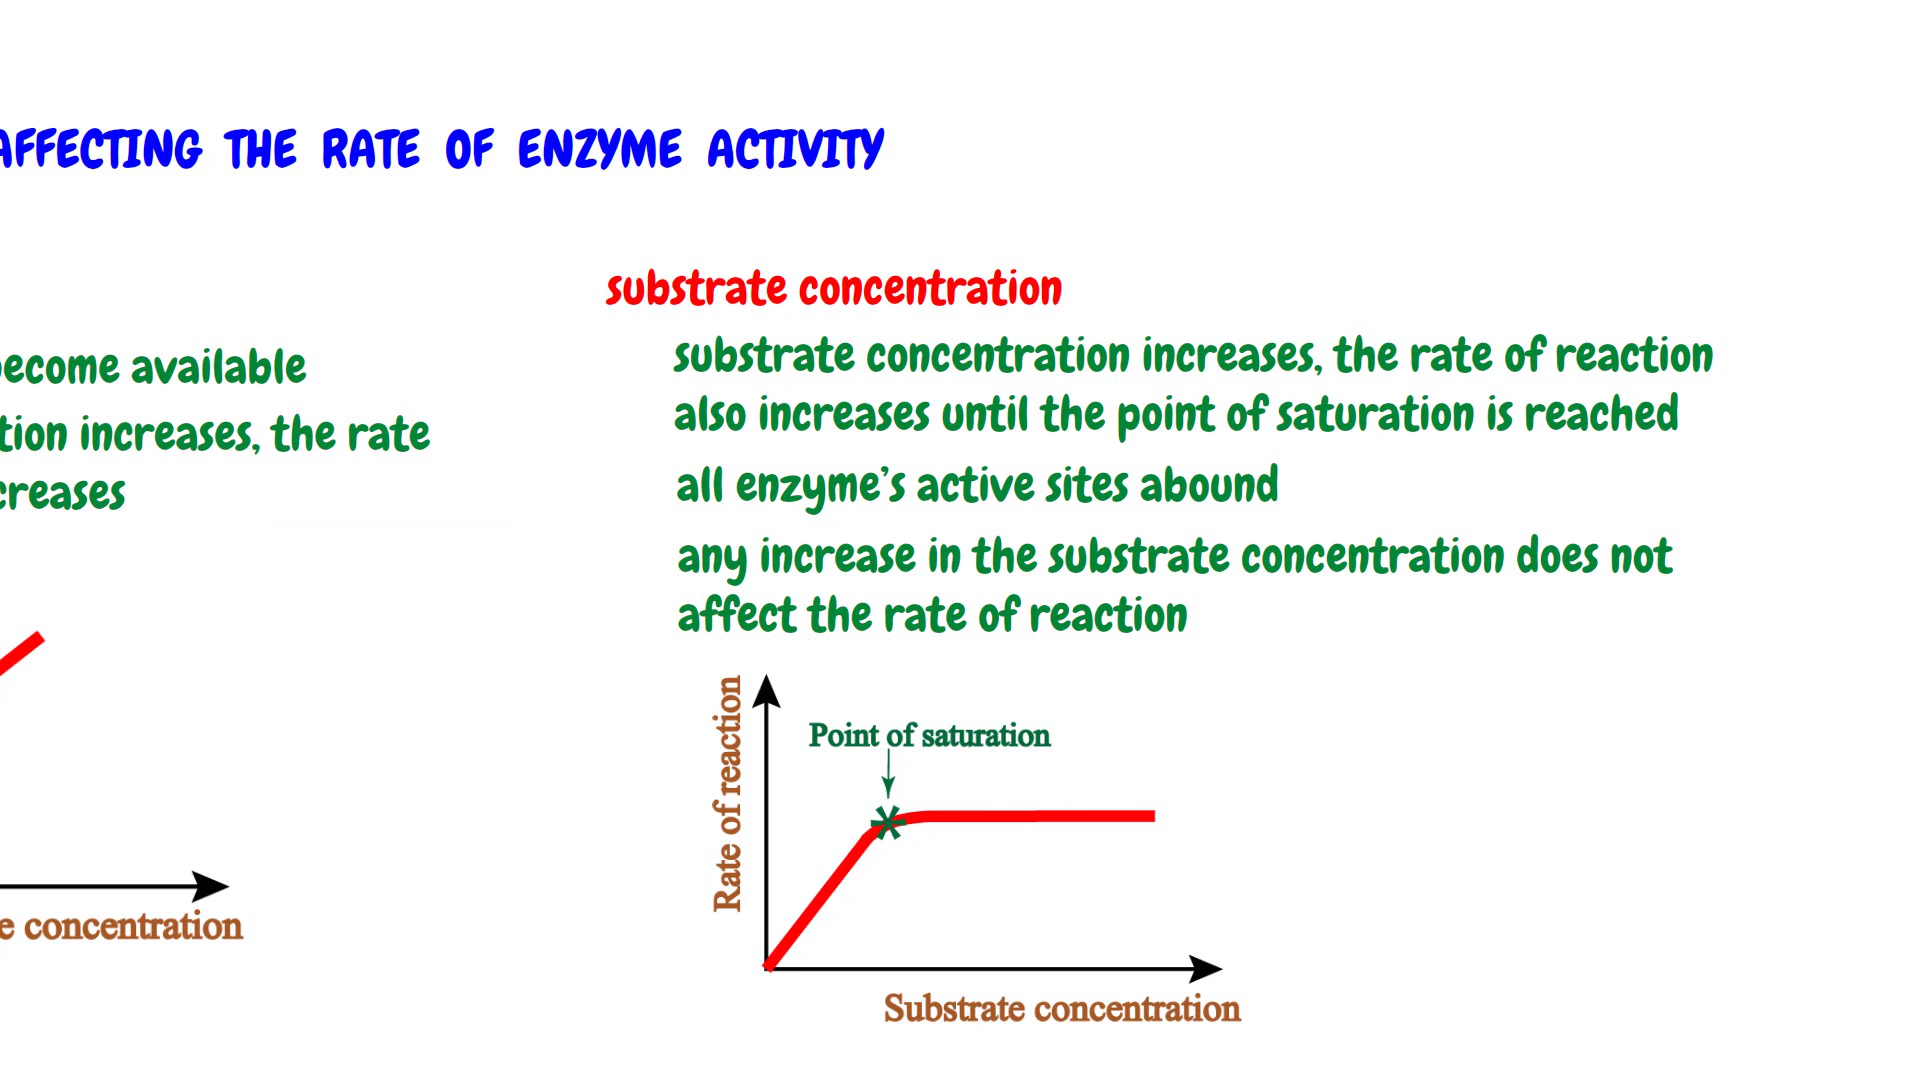 AFFECTING THE RATE OF ENZYME ACTIVITY
become available
tion increases, the rate
creases
e concentration
substrate concentration
substrate concentration increases, the rate of reaction
also increases until the point of saturation is reached
all enzyme's active sites abound
any increase in the substrate concentration does not
affect the rate of reaction
Rate of reaction
Point of saturation
Substrate concentration